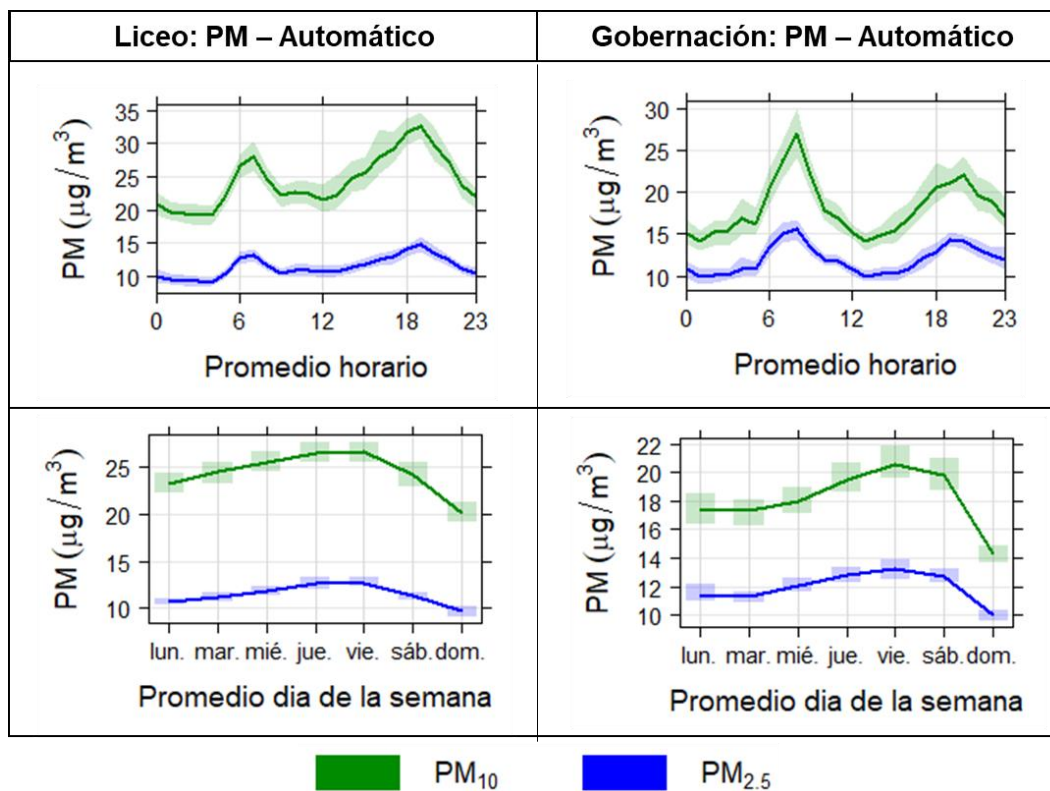 Liceo: PM – Automático
Gobernación: PM – Automático
PM (µg/m³)
35
30
25
20
15
10
0 6 12 18 23
Promedio horario
PM (µg/m³)
30
25
20
15
10
0 6 12 18 23
Promedio horario
PM (µg/m³)
25
20
15
10
lun. mar. mié. jue. vie. sáb. dom.
Promedio dia de la semana
PM (µg/m³)
22
20
18
16
14
12
10
lun. mar. mié. jue. vie. sáb. dom.
Promedio dia de la semana
PM₁₀ PM₂.₅